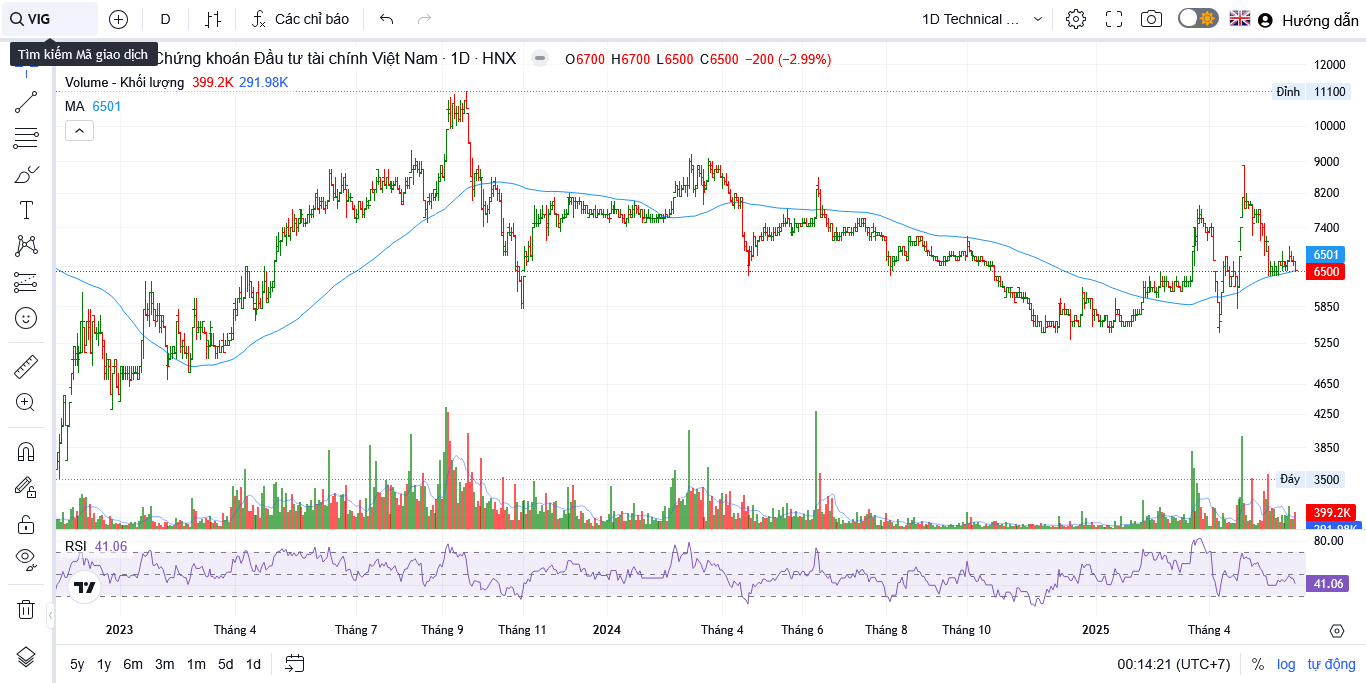 VIG D Các chỉ báo 1D Technical ... Hướng dẫn
Tìm kiếm Mã giao dịch
Chứng khoán Đầu tư tài chính Việt Nam · 1D · HNX O6700 H6700 L6500 C6500 −200 (−2.99%)
Volume - Khối lượng 399.2K 291.98K
MA 6501
12000
Đỉnh 11100
10000
9000
8200
7400
6501
6500
5850
5250
4650
4250
3850
Đáy 3500
399.2K
291.98K
RSI 41.06
80.00
41.06
2023 Tháng 4 Tháng 7 Tháng 9 Tháng 11 2024 Tháng 4 Tháng 6 Tháng 8 Tháng 10 2025 Tháng 4
5y 1y 6m 3m 1m 5d 1d 00:14:21 (UTC+7) % log tự động